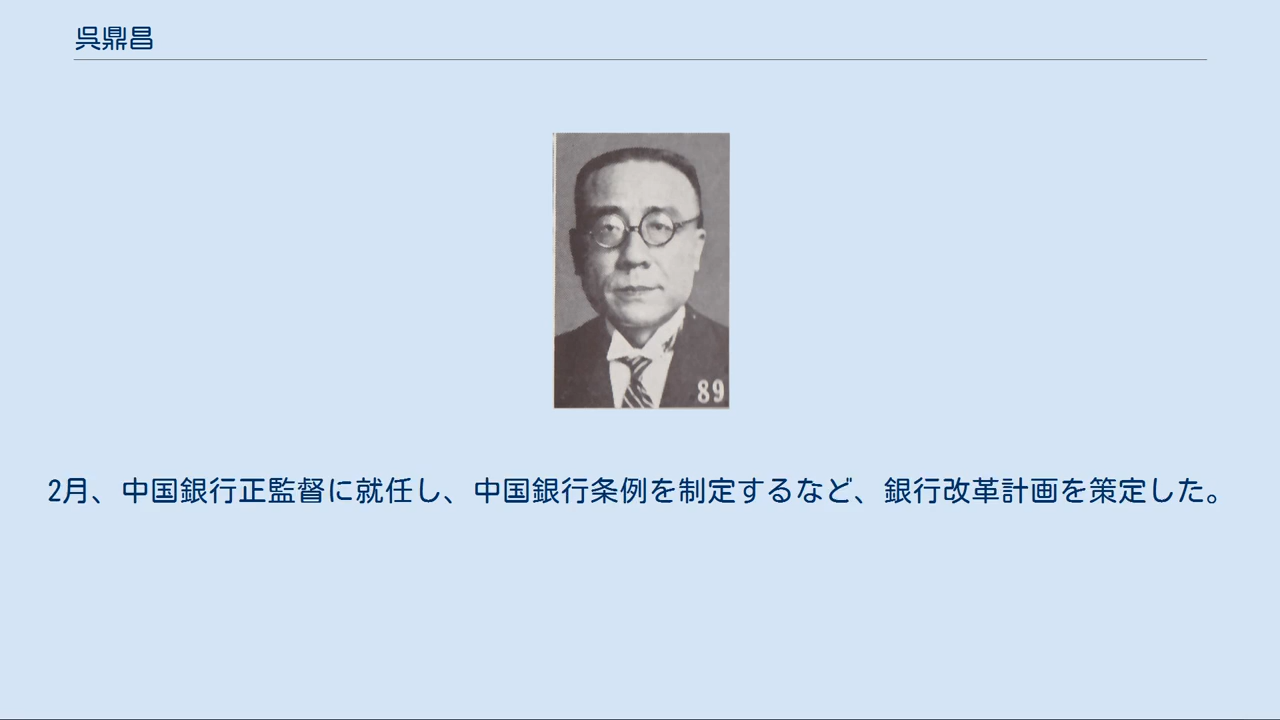 呉鼎昌
89
2月、中国銀行正監督に就任し、中国銀行条例を制定するなど、銀行改革計画を策定した。